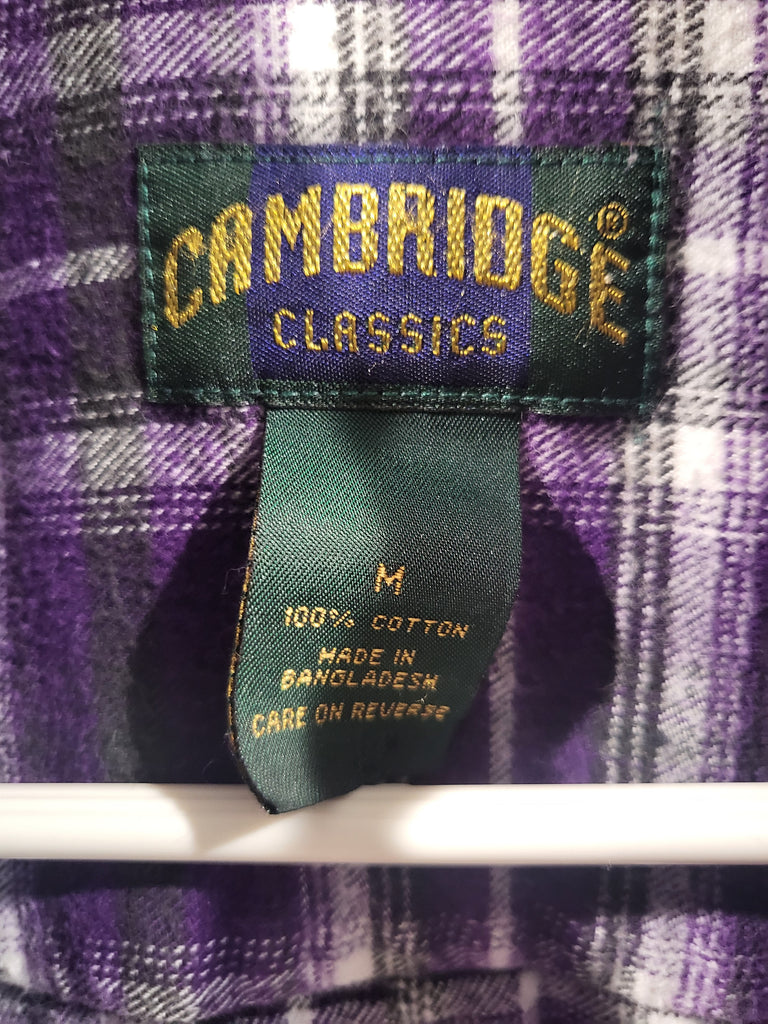 CAMBRIDGE®
CLASSICS
M
100% COTTON
MADE IN
BANGLADESH
CARE ON REVERSE